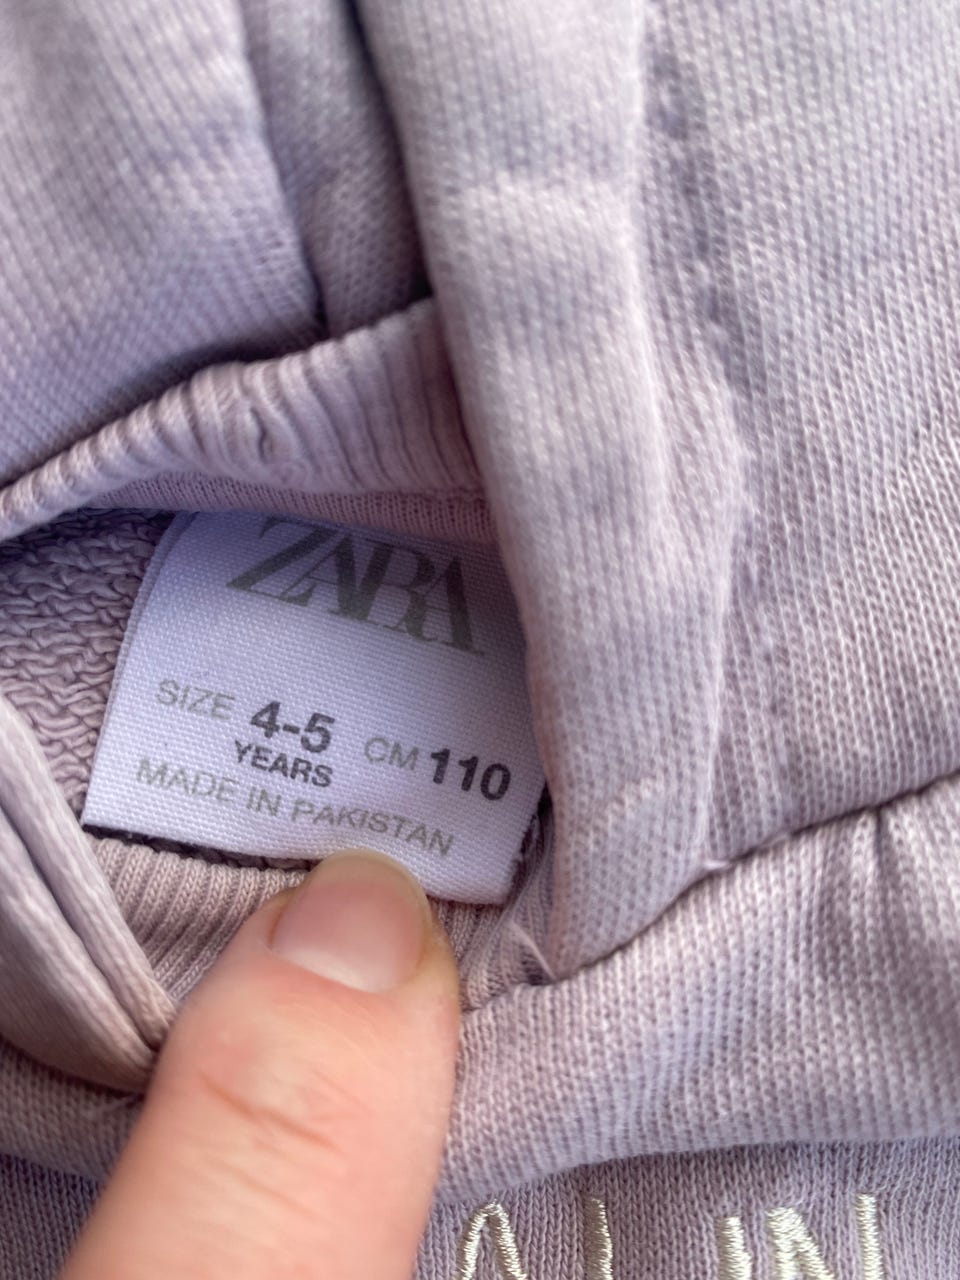 ZARA
SIZE 4-5 CM 110
YEARS
MADE IN PAKISTAN